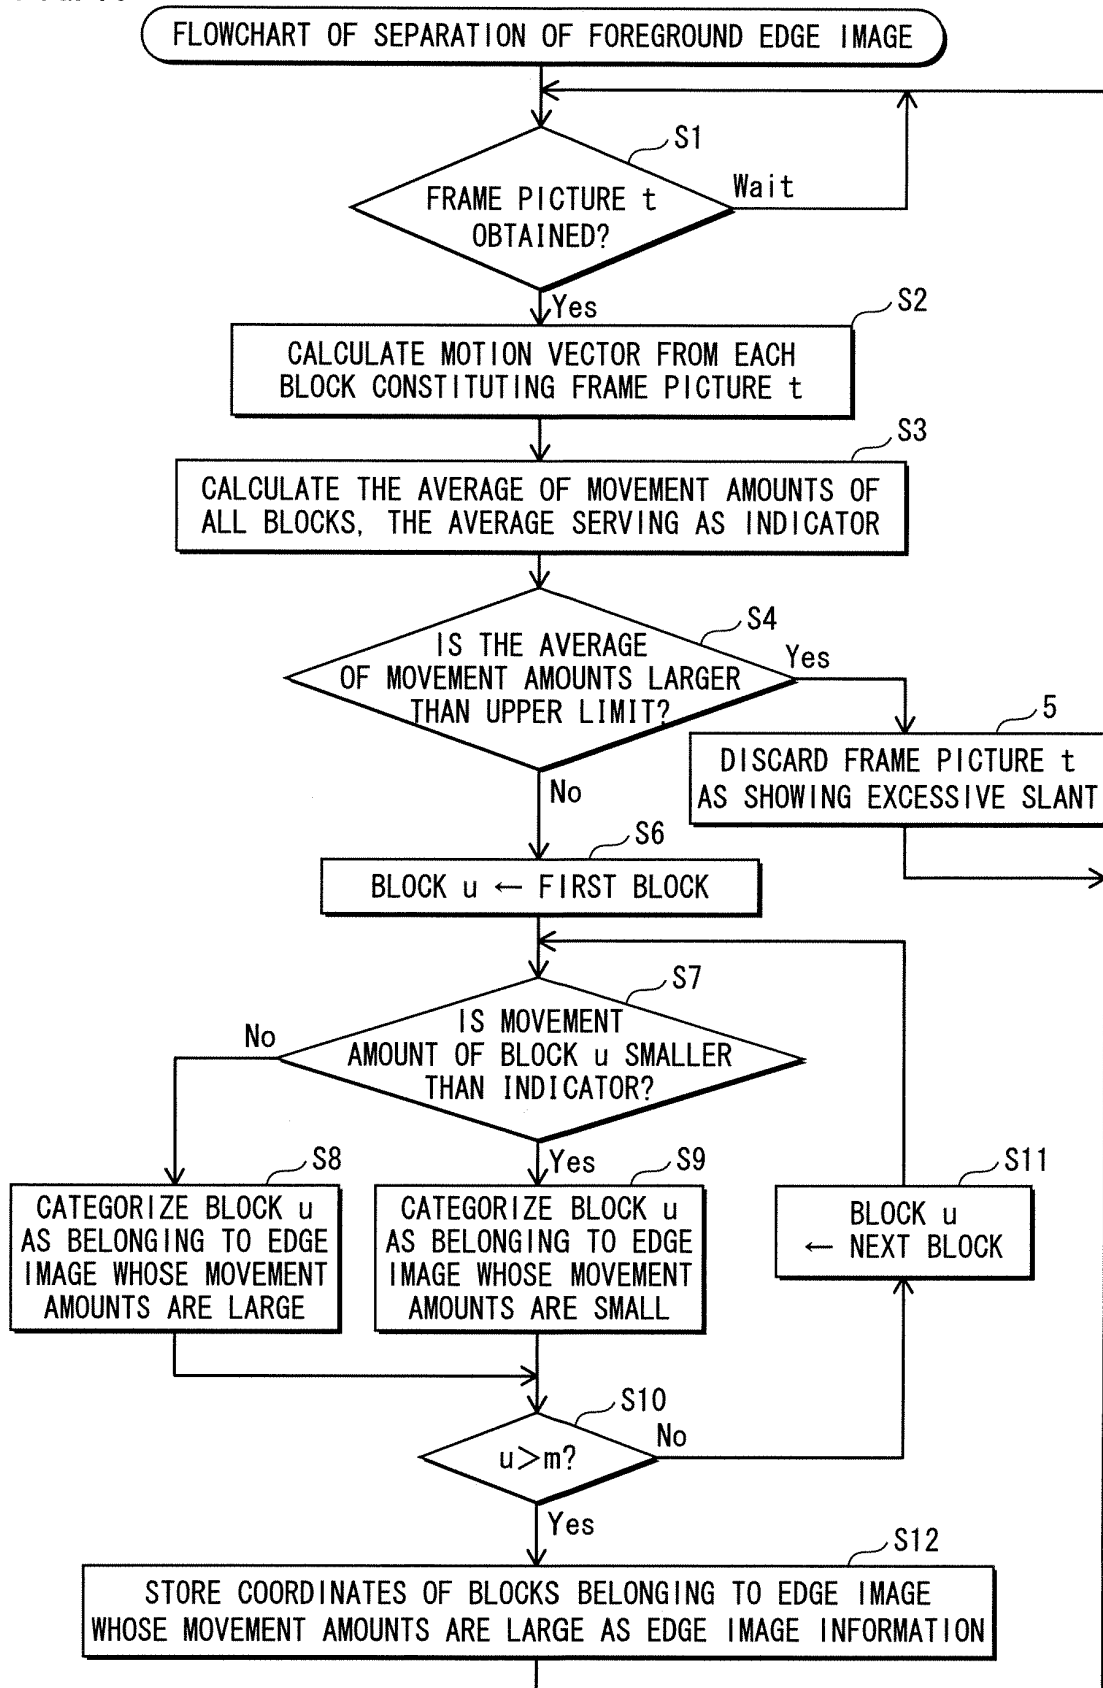 FLOWCHART OF SEPARATION OF FOREGROUND EDGE IMAGE
S1
FRAME PICTURE t
OBTAINED?
Wait
Yes
S2
CALCULATE MOTION VECTOR FROM EACH
BLOCK CONSTITUTING FRAME PICTURE t
S3
CALCULATE THE AVERAGE OF MOVEMENT AMOUNTS OF
ALL BLOCKS, THE AVERAGE SERVING AS INDICATOR
S4
IS THE AVERAGE
OF MOVEMENT AMOUNTS LARGER
THAN UPPER LIMIT?
Yes
5
DISCARD FRAME PICTURE t
AS SHOWING EXCESSIVE SLANT
No
S6
BLOCK u ← FIRST BLOCK
S7
IS MOVEMENT
AMOUNT OF BLOCK u SMALLER
THAN INDICATOR?
No
Yes
S8
CATEGORIZE BLOCK u
AS BELONGING TO EDGE
IMAGE WHOSE MOVEMENT
AMOUNTS ARE LARGE
S9
CATEGORIZE BLOCK u
AS BELONGING TO EDGE
IMAGE WHOSE MOVEMENT
AMOUNTS ARE SMALL
S11
BLOCK u
← NEXT BLOCK
S10
u>m?
No
Yes
S12
STORE COORDINATES OF BLOCKS BELONGING TO EDGE IMAGE
WHOSE MOVEMENT AMOUNTS ARE LARGE AS EDGE IMAGE INFORMATION